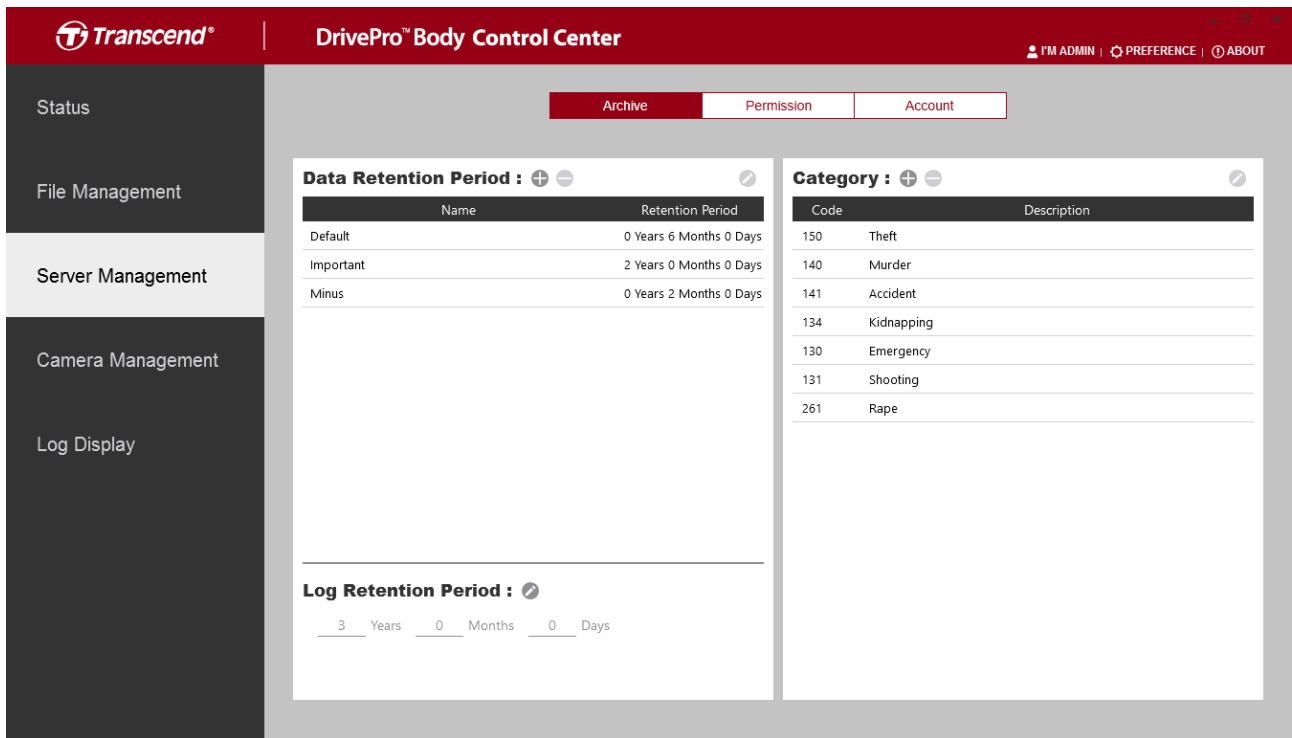 Transcend®
DrivePro™ Body Control Center
I'M ADMIN | PREFERENCE | ABOUT
Status
File Management
Server Management
Camera Management
Log Display
Archive Permission Account
Data Retention Period :
Name Retention Period
Default 0 Years 6 Months 0 Days
Important 2 Years 0 Months 0 Days
Minus 0 Years 2 Months 0 Days
Log Retention Period :
3 Years 0 Months 0 Days
Category :
Code Description
150 Theft
140 Murder
141 Accident
134 Kidnapping
130 Emergency
131 Shooting
261 Rape